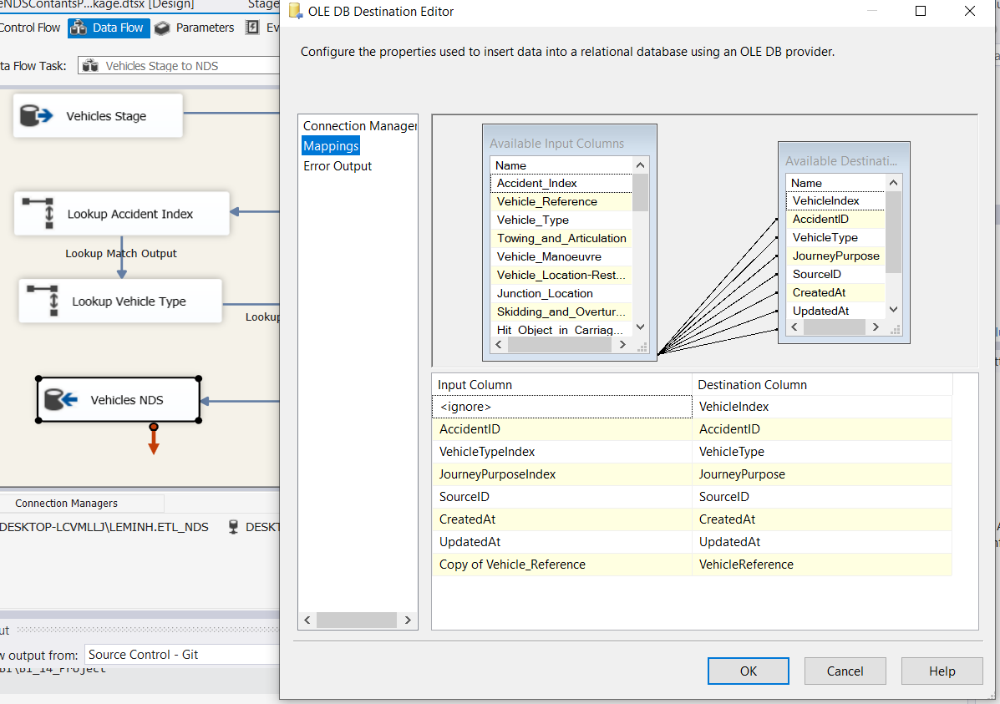 eNDSContantsP...kage.dtsx [Design]
Stage
Control Flow
Data Flow
Parameters
Ev
ta Flow Task:
Vehicles Stage to NDS
Vehicles Stage
Lookup Accident Index
Lookup Match Output
Lookup Vehicle Type
Lookup
Vehicles NDS
Connection Managers
DESKTOP-LCVMLLJ\LEMINH.ETL_NDS
DESKT
ut
w output from:
Source Control - Git
BI\BI_14_Project
OLE DB Destination Editor
Configure the properties used to insert data into a relational database using an OLE DB provider.
Connection Manager
Mappings
Error Output
Available Input Columns
Name
Accident_Index
Vehicle_Reference
Vehicle_Type
Towing_and_Articulation
Vehicle_Manoeuvre
Vehicle_Location-Rest...
Junction_Location
Skidding_and_Overtur...
Hit_Object_in_Carriag...
Available Destinati...
Name
VehicleIndex
AccidentID
VehicleType
JourneyPurpose
SourceID
CreatedAt
UpdatedAt
Input Column Destination Column
<ignore> VehicleIndex
AccidentID AccidentID
VehicleTypeIndex VehicleType
JourneyPurposeIndex JourneyPurpose
SourceID SourceID
CreatedAt CreatedAt
UpdatedAt UpdatedAt
Copy of Vehicle_Reference VehicleReference
OK
Cancel
Help